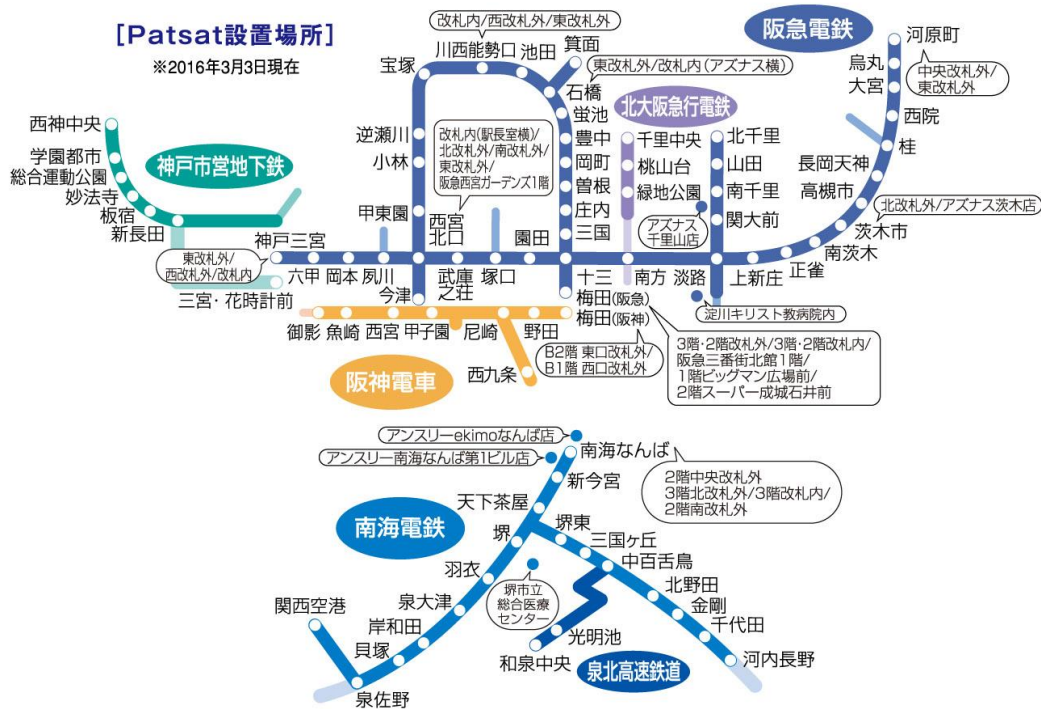 [Patsat設置場所]
※2016年3月3日現在
改札内/西改札外/東改札外
阪急電鉄
川西能勢口
池田
箕面
宝塚
石橋
東改札外/改札内(アズナス横)
蛍池
河原町
烏丸
大宮
中央改札外/
東改札外
西院
桂
北大阪急行電鉄
千里中央
桃山台
緑地公園
北千里
山田
南千里
関大前
アズナス
千里山店
長岡天神
高槻市
北改札外/アズナス茨木店
茨木市
南茨木
正雀
上新庄
西神中央
学園都市
総合運動公園
妙法寺
板宿
新長田
神戸市営地下鉄
逆瀬川
小林
甲東園
改札内(駅長室横)/
北改札外/南改札外/
東改札外/
阪急西宮ガーデンズ1階
豊中
岡町
曽根
庄内
三国
西宮
北口
園田
神戸三宮
東改札外/
西改札外/改札内
三宮・花時計前
六甲
岡本
夙川
今津
武庫
之荘
塚口
十三
南方
淡路
淀川キリスト教病院内
梅田(阪急)
梅田(阪神)
御影
魚崎
西宮
甲子園
尼崎
野田
西九条
阪神電車
B2階 東口改札外/
B1階 西口改札外
3階・2階改札外/3階・2階改札内/
阪急三番街北館1階/
1階ビッグマン広場前/
2階スーパー成城石井前
アンスリーekimoなんば店
アンスリー南海なんば第1ビル店
南海なんば
2階中央改札外
3階北改札外/3階改札内/
2階南改札外
新今宮
天下茶屋
南海電鉄
堺
堺東
三国ヶ丘
中百舌鳥
羽衣
北野田
堺市立
総合医療
センター
金剛
泉大津
千代田
関西空港
岸和田
光明池
貝塚
和泉中央
泉北高速鉄道
河内長野
泉佐野